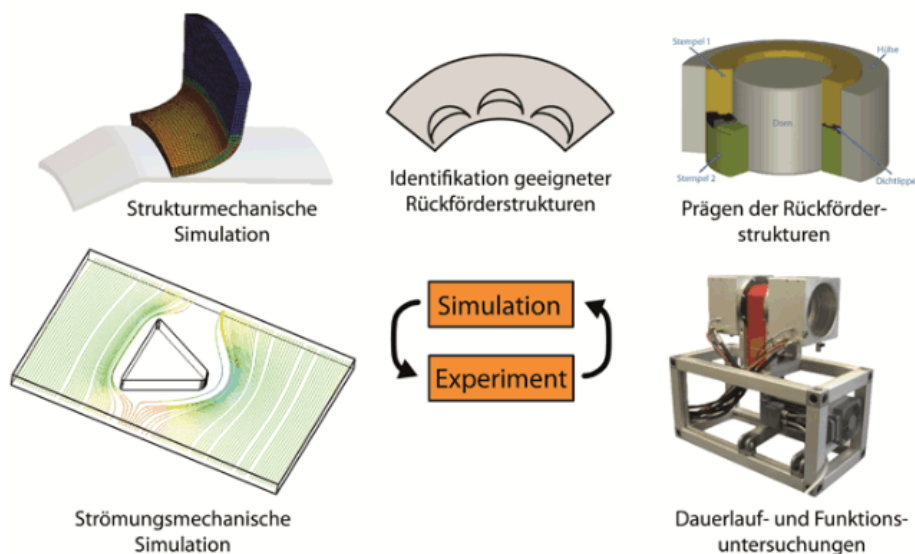 Stempel 1
Hülse
Dorn
Stempel 2
Dichtlippe
Strukturmechanische
Simulation
Identifikation geeigneter
Rückförderstrukturen
Prägen der Rückförder-
strukturen
Simulation
Experiment
Strömungsmechanische
Simulation
Dauerlauf- und Funktions-
untersuchungen